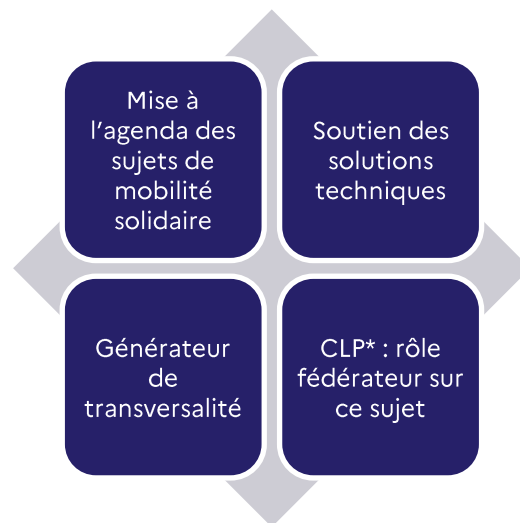 Mise à
l'agenda des
sujets de
mobilité
solidaire
Soutien des
solutions
techniques
Générateur
de
transversalité
CLP* : rôle
fédérateur sur
ce sujet